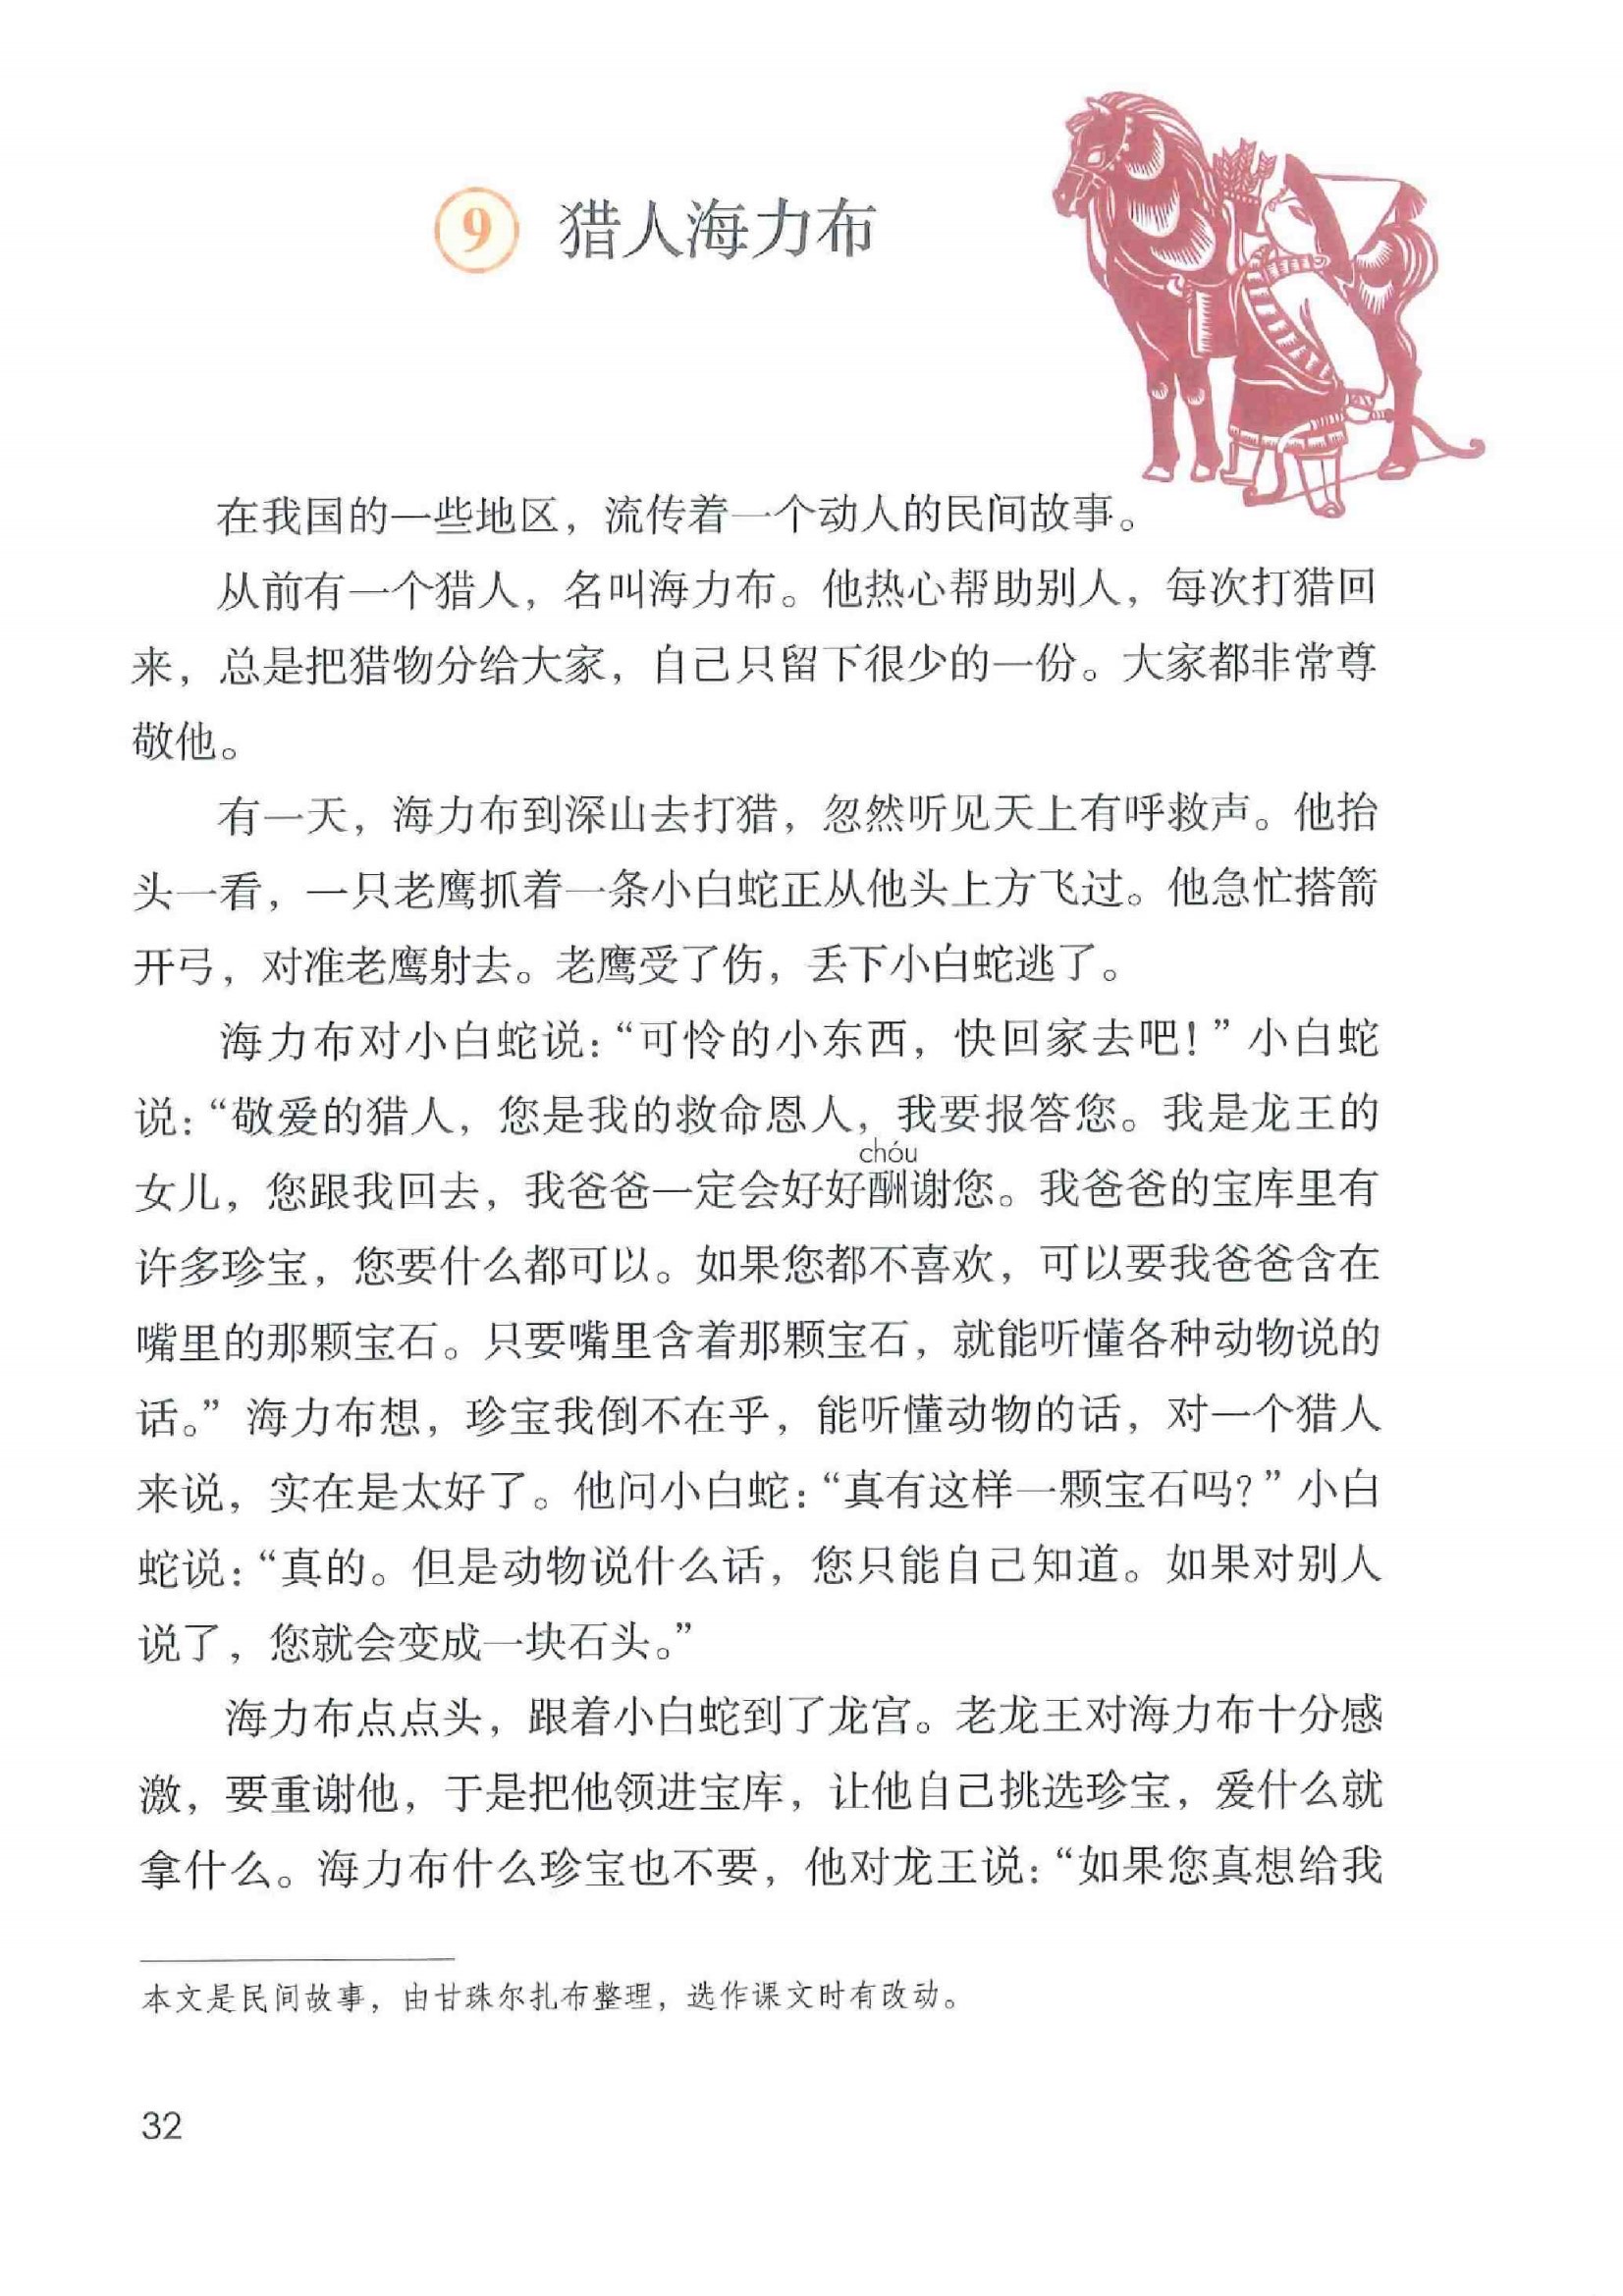 9 猎人海力布
在我国的一些地区，流传着一个动人的民间故事。
从前有一个猎人，名叫海力布。他热心帮助别人，每次打猎回
来，总是把猎物分给大家，自己只留下很少的一份。大家都非常尊
敬他。
有一天，海力布到深山去打猎，忽然听见天上有呼救声。他抬
头一看，一只老鹰抓着一条小白蛇正从他头上方飞过。他急忙搭箭
开弓，对准老鹰射去。老鹰受了伤，丢下小白蛇逃了。
海力布对小白蛇说：“可怜的小东西，快回家去吧！”小白蛇
说：“敬爱的猎人，您是我的救命恩人，我要报答您。我是龙王的
chóu
女儿，您跟我回去，我爸爸一定会好好酬谢您。我爸爸的宝库里有
许多珍宝，您要什么都可以。如果您都不喜欢，可以要我爸爸含在
嘴里的那颗宝石。只要嘴里含着那颗宝石，就能听懂各种动物说的
话。”海力布想，珍宝我倒不在乎，能听懂动物的话，对一个猎人
来说，实在是太好了。他问小白蛇：“真有这样一颗宝石吗？”小白
蛇说：“真的。但是动物说什么话，您只能自己知道。如果对别人
说了，您就会变成一块石头。”
海力布点点头，跟着小白蛇到了龙宫。老龙王对海力布十分感
激，要重谢他，于是把他领进宝库，让他自己挑选珍宝，爱什么就
拿什么。海力布什么珍宝也不要，他对龙王说：“如果您真想给我
本文是民间故事，由甘珠尔扎布整理，选作课文时有改动。
32